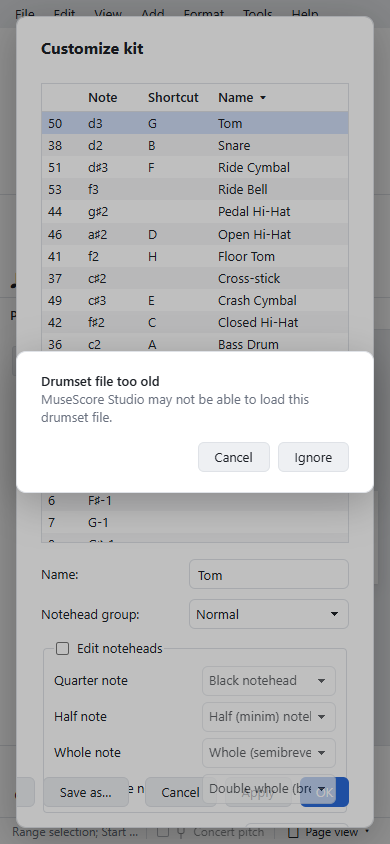 File Edit View Add Format Tools Help
Customize kit
Note Shortcut Name
50 d3 G Tom
38 d2 B Snare
51 d♯3 F Ride Cymbal
53 f3 Ride Bell
44 g♯2 Pedal Hi-Hat
46 a♯2 D Open Hi-Hat
41 f2 H Floor Tom
37 c♯2 Cross-stick
49 c♯3 E Crash Cymbal
42 f♯2 C Closed Hi-Hat
36 c2 A Bass Drum
Drumset file too old
MuseScore Studio may not be able to load this
drumset file.
Cancel Ignore
6 F♯-1
7 G-1
Name: Tom
Notehead group: Normal
Edit noteheads
Quarter note Black notehead
Half note Half (minim) noteh
Whole note Whole (semibreve
Double whole (bre
Save as... Cancel Apply OK
Range selection; Start ... Concert pitch Page view